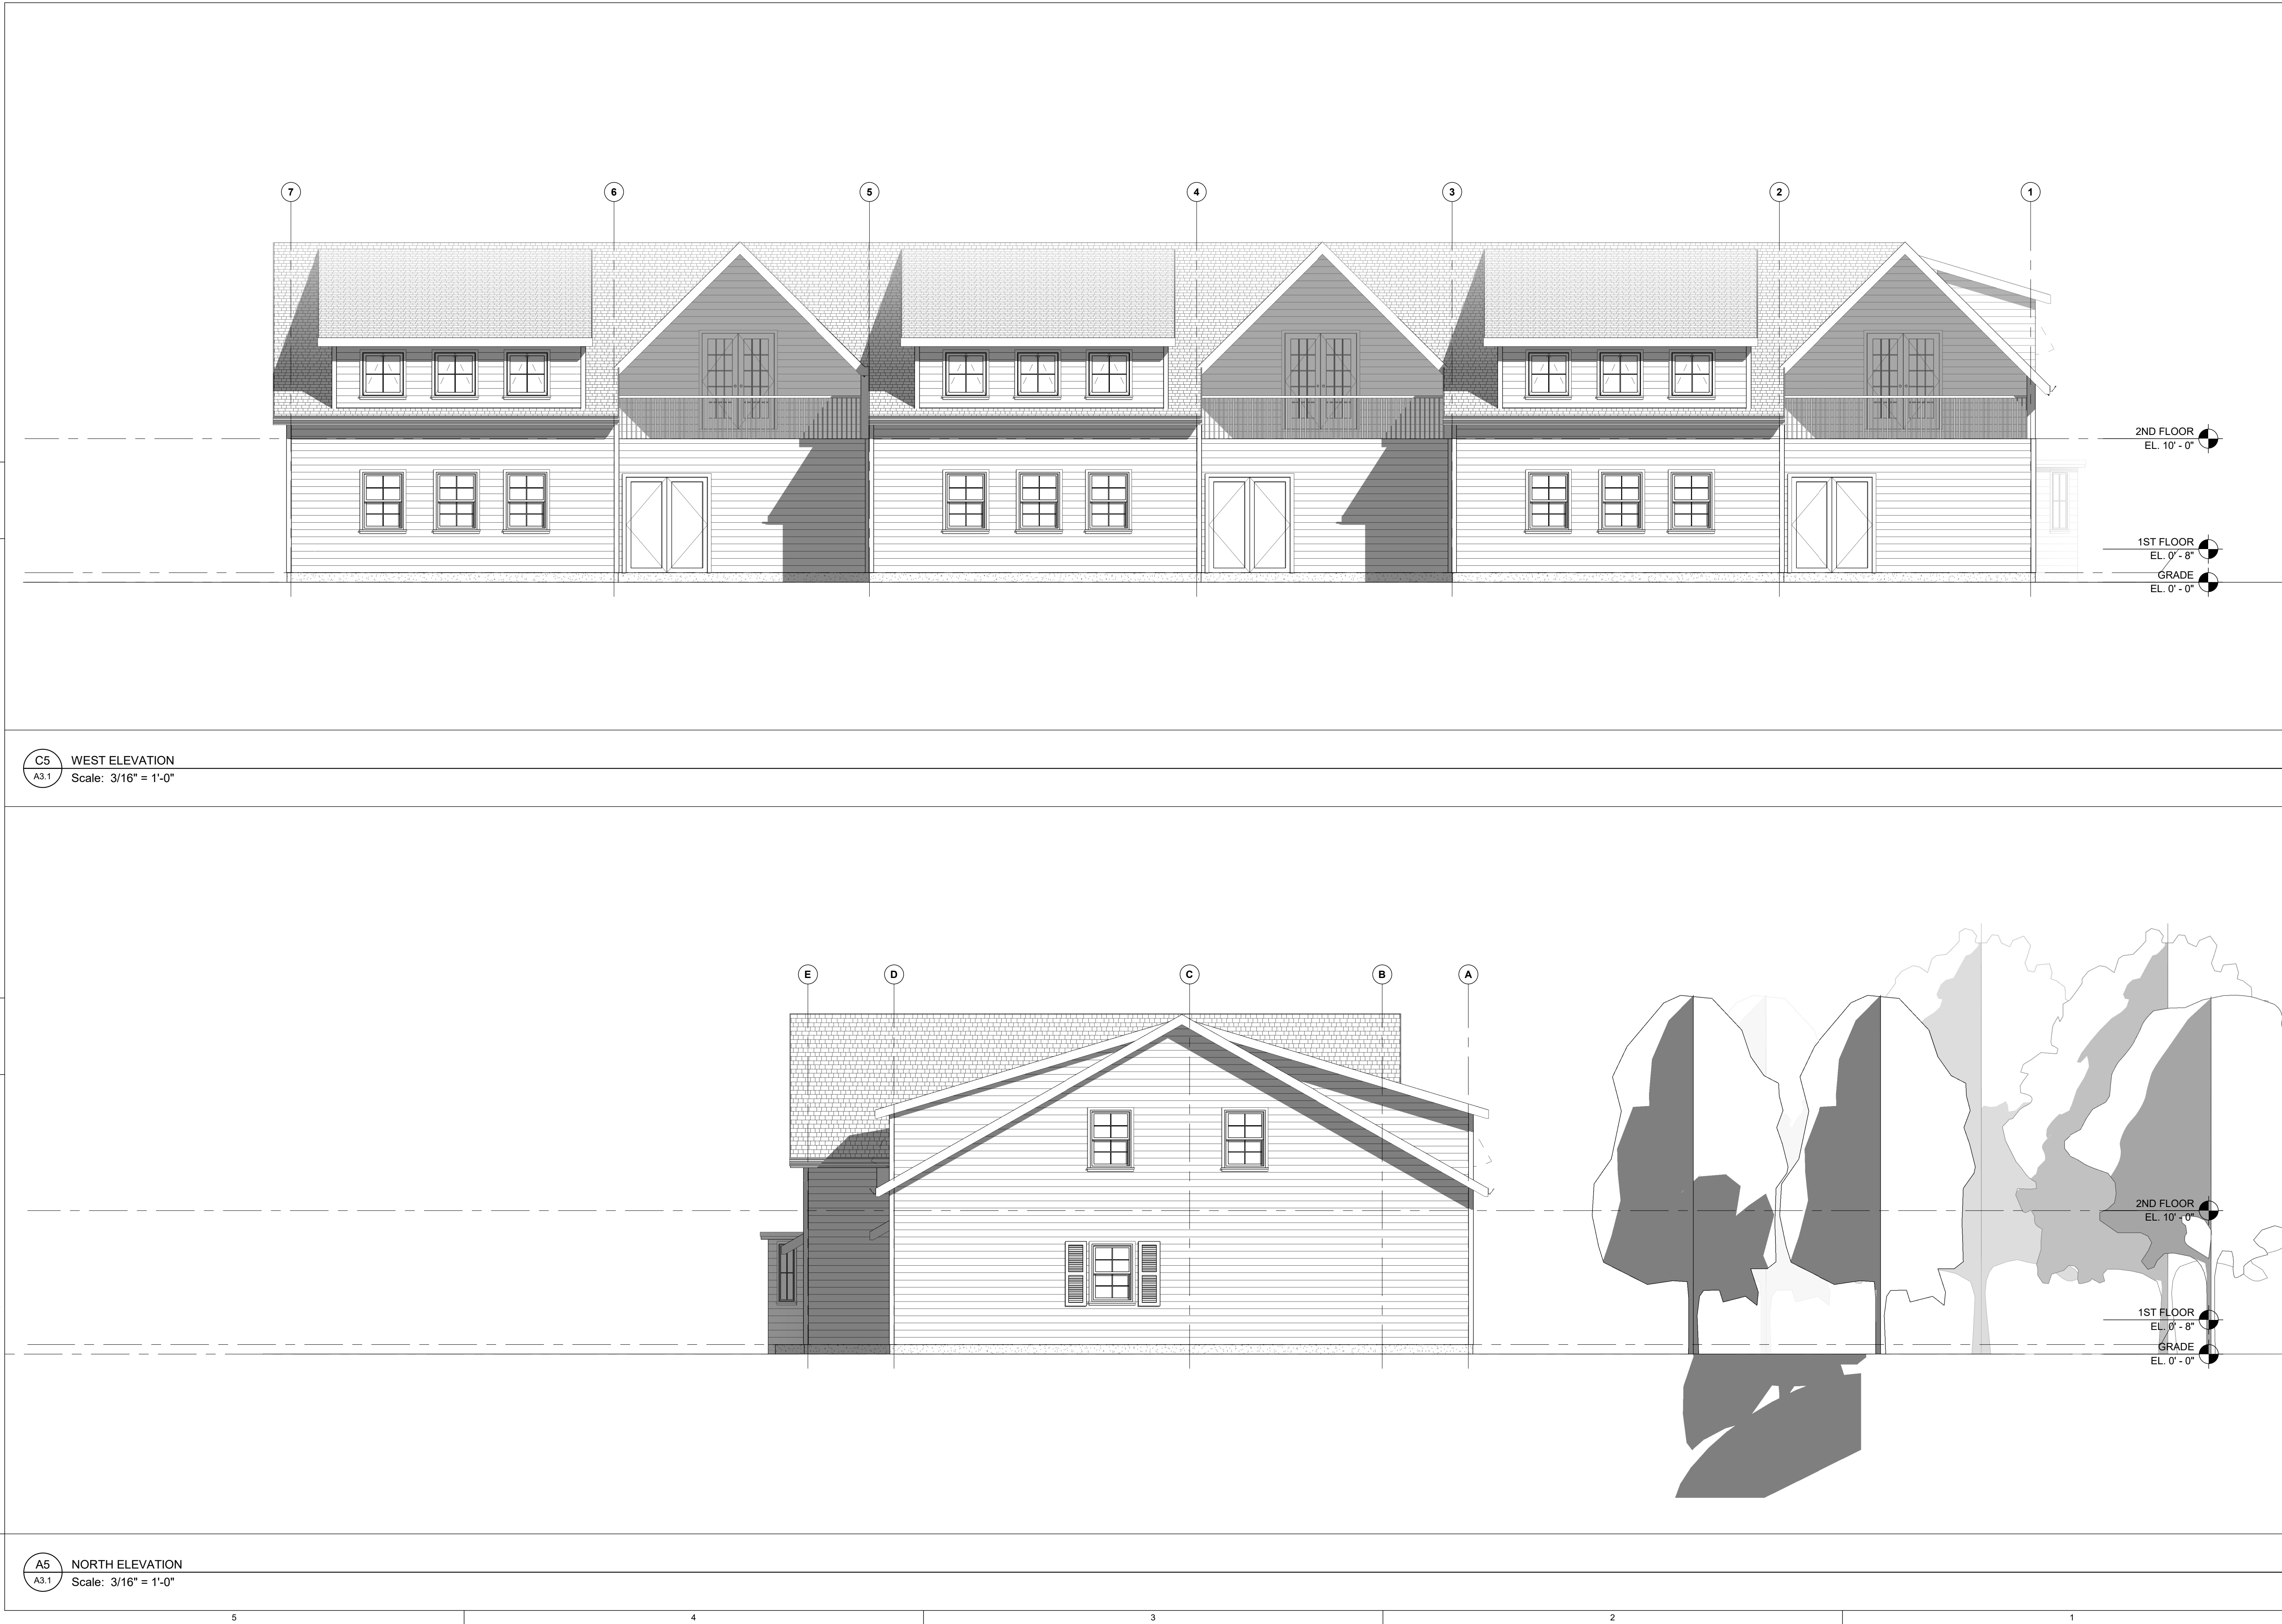 7 6 5 4 3 2 1
2ND FLOOR
EL. 10' - 0"
1ST FLOOR
EL. 0' - 8"
GRADE
EL. 0' - 0"
C5
A3.1
WEST ELEVATION
Scale: 3/16" = 1'-0"
E D C B A
2ND FLOOR
EL. 10' - 0"
1ST FLOOR
EL. 0' - 8"
GRADE
EL. 0' - 0"
A5
A3.1
NORTH ELEVATION
Scale: 3/16" = 1'-0"
5 4 3 2 1